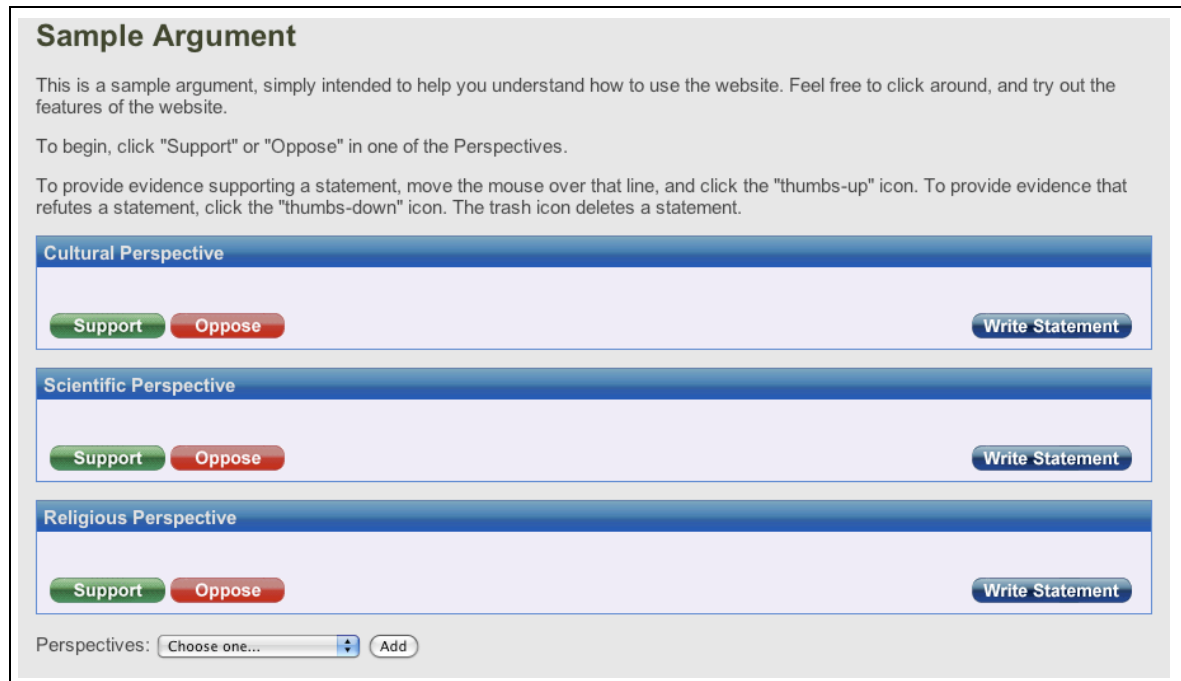 Sample Argument
This is a sample argument, simply intended to help you understand how to use the website. Feel free to click around, and try out the
features of the website.
To begin, click "Support" or "Oppose" in one of the Perspectives.
To provide evidence supporting a statement, move the mouse over that line, and click the "thumbs-up" icon. To provide evidence that
refutes a statement, click the "thumbs-down" icon. The trash icon deletes a statement.
Cultural Perspective
Support Oppose Write Statement
Scientific Perspective
Support Oppose Write Statement
Religious Perspective
Support Oppose Write Statement
Perspectives: Choose one... Add